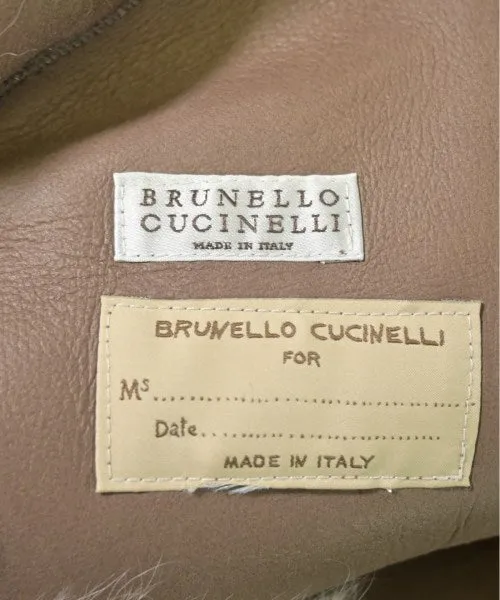 BRUNELLO
CUCINELLI
MADE IN ITALY
BRUNELLO CUCINELLI
FOR
Ms..............................
Date..............................
MADE IN ITALY